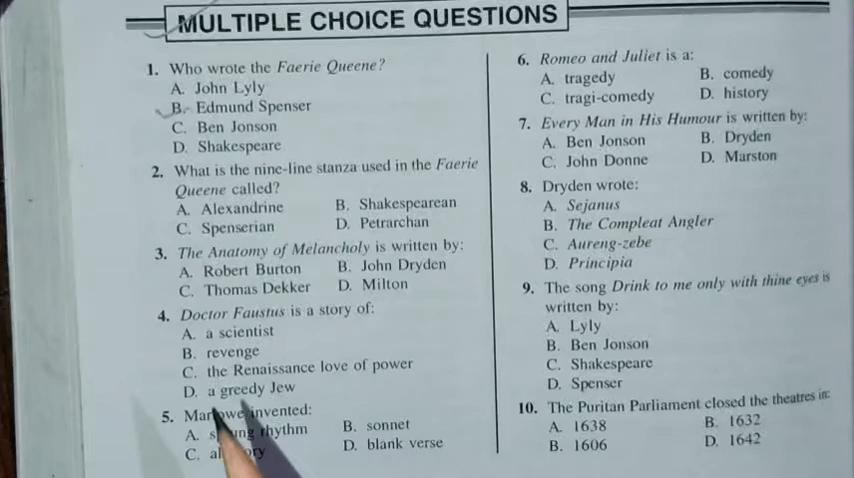 MULTIPLE CHOICE QUESTIONS
1. Who wrote the Faerie Queene?
A. John Lyly
B. Edmund Spenser
C. Ben Jonson
D. Shakespeare
2. What is the nine-line stanza used in the Faerie
Queene called?
A. Alexandrine B. Shakespearean
C. Spenserian D. Petrarchan
3. The Anatomy of Melancholy is written by:
A. Robert Burton B. John Dryden
C. Thomas Dekker D. Milton
4. Doctor Faustus is a story of:
A. a scientist
B. revenge
C. the Renaissance love of power
D. a greedy Jew
5. Marlowe invented:
A. rhythm B. sonnet
C. D. blank verse
6. Romeo and Juliet is a:
A. tragedy B. comedy
C. tragi-comedy D. history
7. Every Man in His Humour is written by:
A. Ben Jonson B. Dryden
C. John Donne D. Marston
8. Dryden wrote:
A. Sejanus
B. The Compleat Angler
C. Aureng-zebe
D. Principia
9. The song Drink to me only with thine eyes is
written by:
A. Lyly
B. Ben Jonson
C. Shakespeare
D. Spenser
10. The Puritan Parliament closed the theatres in:
A. 1638 B. 1632
B. 1606 D. 1642